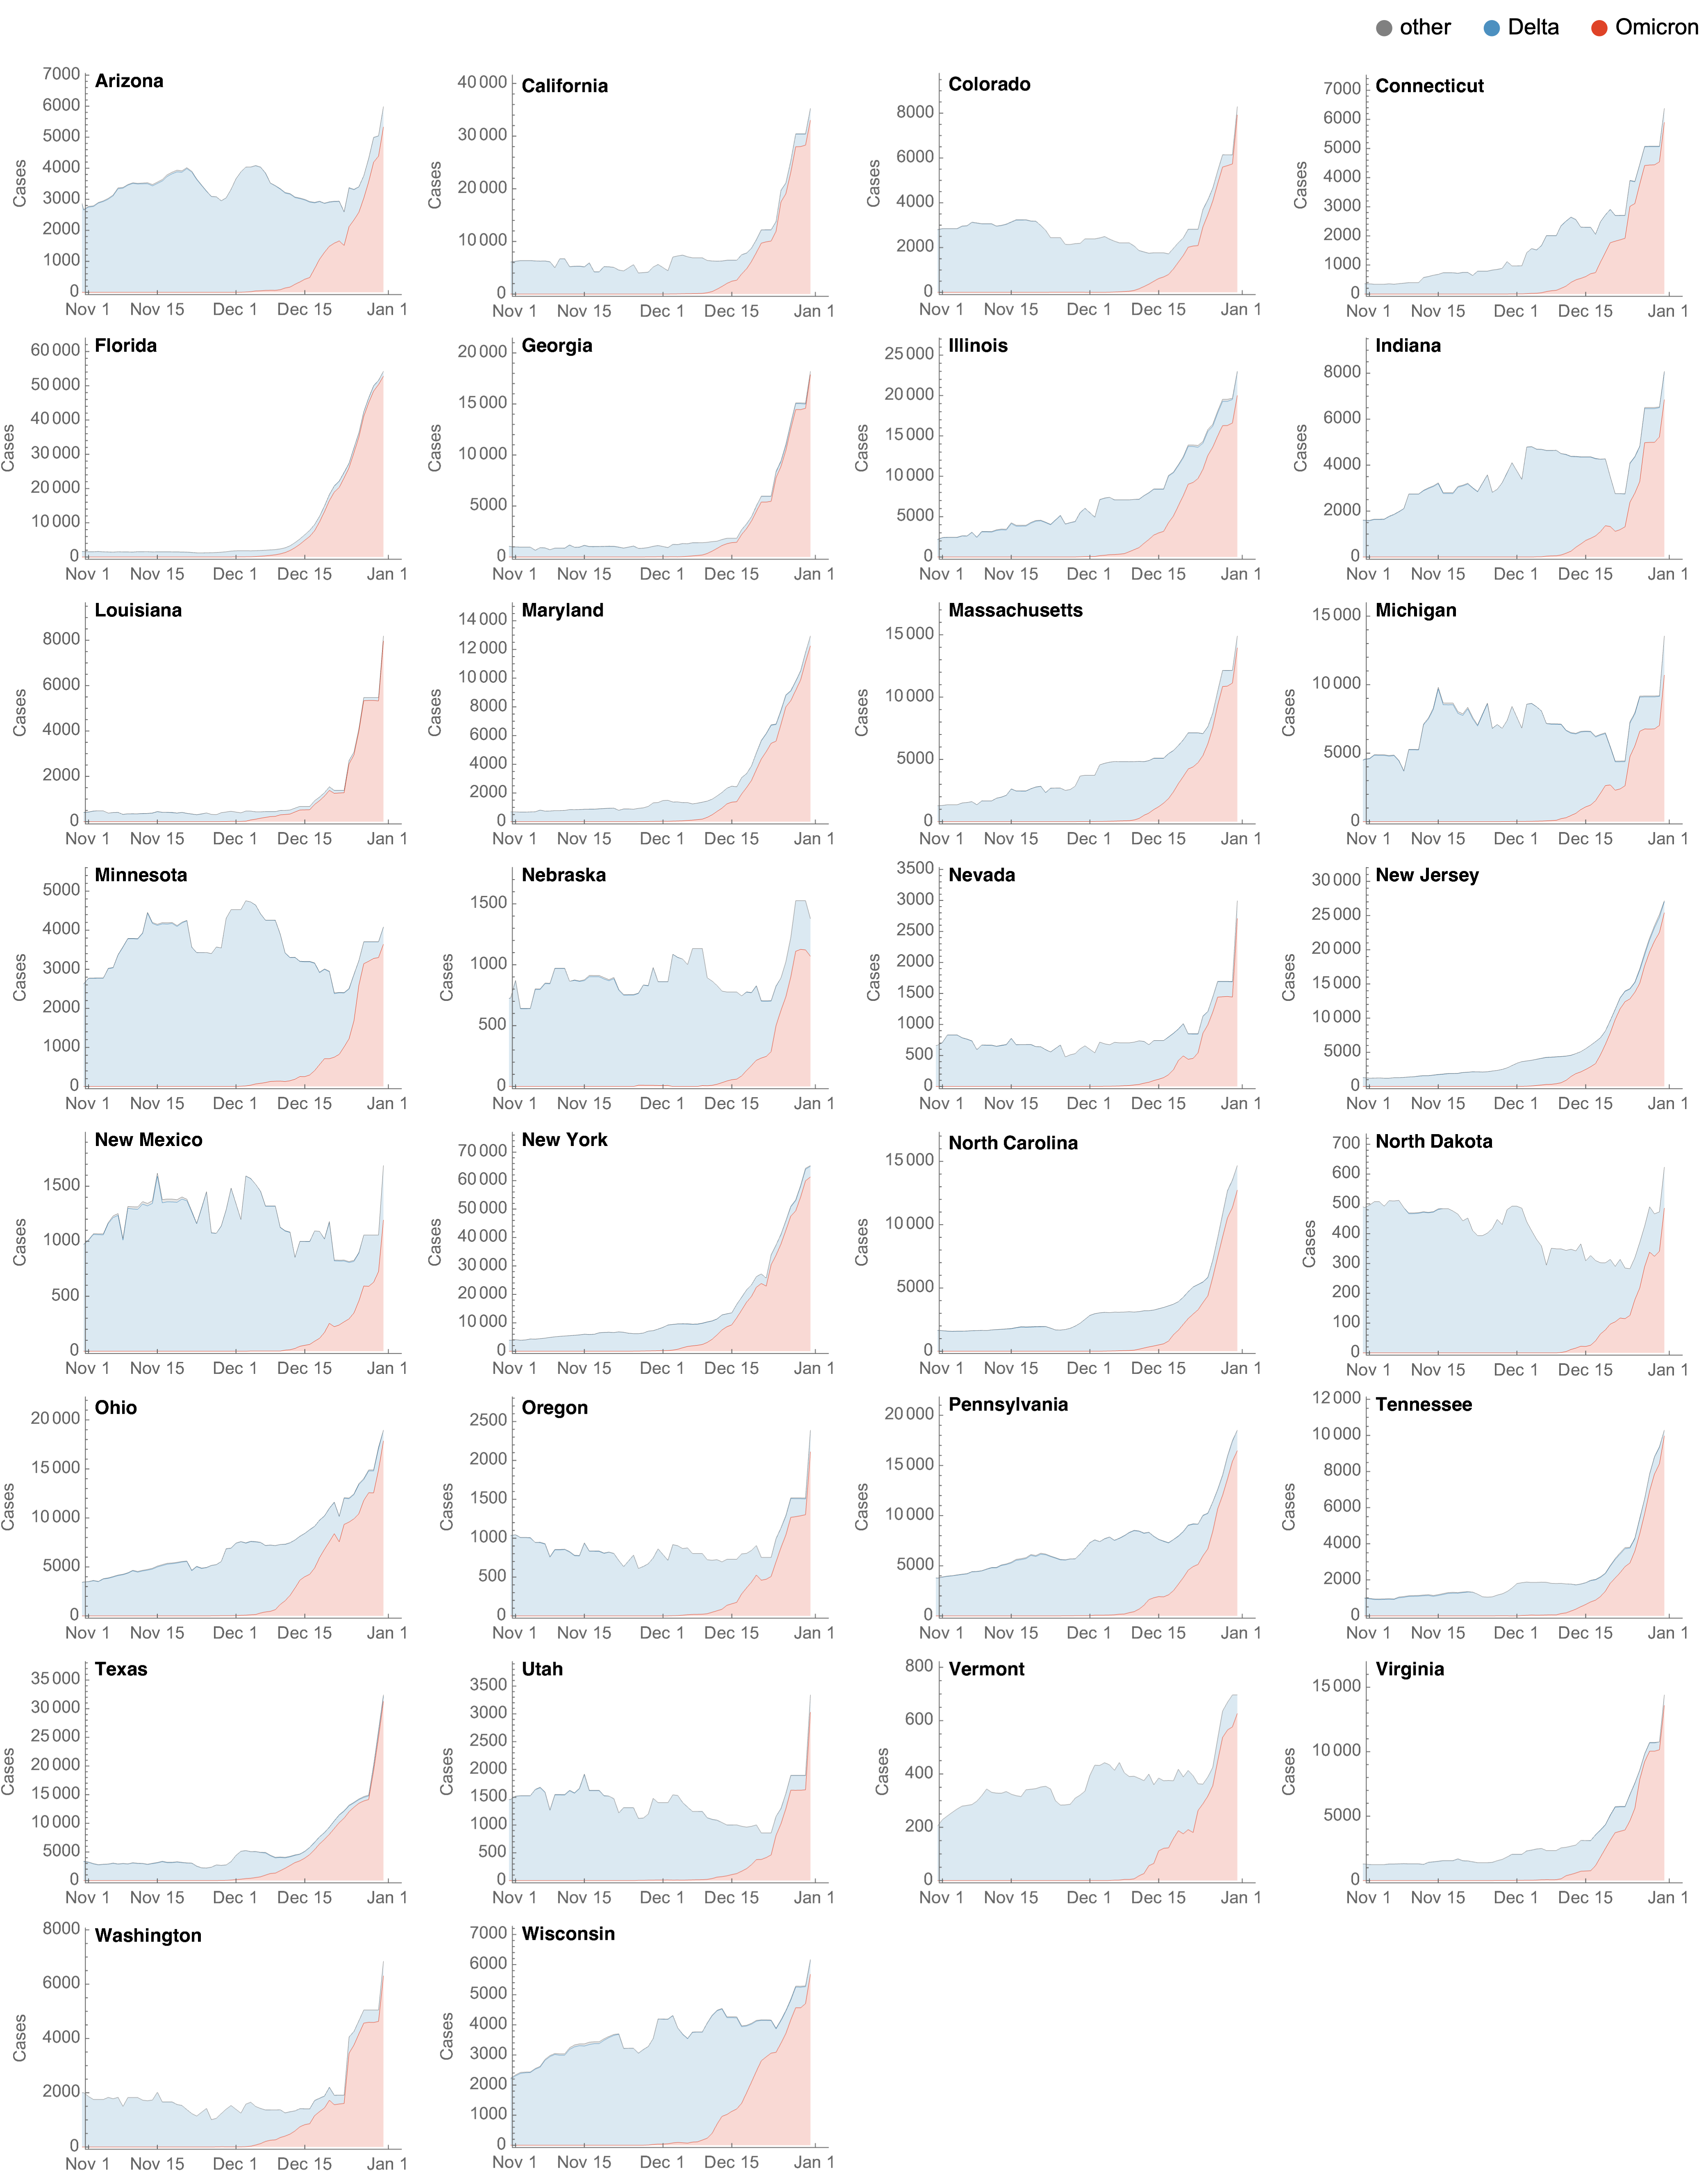 other Delta Omicron
Arizona
Cases
7000
6000
5000
4000
3000
2000
1000
0
Nov 1 Nov 15 Dec 1 Dec 15 Jan 1
California
Cases
40 000
30 000
20 000
10 000
0
Nov 1 Nov 15 Dec 1 Dec 15 Jan 1
Colorado
Cases
8000
6000
4000
2000
0
Nov 1 Nov 15 Dec 1 Dec 15 Jan 1
Connecticut
Cases
7000
6000
5000
4000
3000
2000
1000
0
Nov 1 Nov 15 Dec 1 Dec 15 Jan 1
Florida
Cases
60 000
50 000
40 000
30 000
20 000
10 000
0
Nov 1 Nov 15 Dec 1 Dec 15 Jan 1
Georgia
Cases
20 000
15 000
10 000
5000
0
Nov 1 Nov 15 Dec 1 Dec 15 Jan 1
Illinois
Cases
25 000
20 000
15 000
10 000
5000
0
Nov 1 Nov 15 Dec 1 Dec 15 Jan 1
Indiana
Cases
8000
6000
4000
2000
0
Nov 1 Nov 15 Dec 1 Dec 15 Jan 1
Louisiana
Cases
8000
6000
4000
2000
0
Nov 1 Nov 15 Dec 1 Dec 15 Jan 1
Maryland
Cases
14 000
12 000
10 000
8000
6000
4000
2000
0
Nov 1 Nov 15 Dec 1 Dec 15 Jan 1
Massachusetts
Cases
15 000
10 000
5000
0
Nov 1 Nov 15 Dec 1 Dec 15 Jan 1
Michigan
Cases
15 000
10 000
5000
0
Nov 1 Nov 15 Dec 1 Dec 15 Jan 1
Minnesota
Cases
5000
4000
3000
2000
1000
0
Nov 1 Nov 15 Dec 1 Dec 15 Jan 1
Nebraska
Cases
1500
1000
500
0
Nov 1 Nov 15 Dec 1 Dec 15 Jan 1
Nevada
Cases
3500
3000
2500
2000
1500
1000
500
0
Nov 1 Nov 15 Dec 1 Dec 15 Jan 1
New Jersey
Cases
30 000
25 000
20 000
15 000
10 000
5000
0
Nov 1 Nov 15 Dec 1 Dec 15 Jan 1
New Mexico
Cases
1500
1000
500
0
Nov 1 Nov 15 Dec 1 Dec 15 Jan 1
New York
Cases
70 000
60 000
50 000
40 000
30 000
20 000
10 000
0
Nov 1 Nov 15 Dec 1 Dec 15 Jan 1
North Carolina
Cases
15 000
10 000
5000
0
Nov 1 Nov 15 Dec 1 Dec 15 Jan 1
North Dakota
Cases
700
600
500
400
300
200
100
0
Nov 1 Nov 15 Dec 1 Dec 15 Jan 1
Ohio
Cases
20 000
15 000
10 000
5000
0
Nov 1 Nov 15 Dec 1 Dec 15 Jan 1
Oregon
Cases
2500
2000
1500
1000
500
0
Nov 1 Nov 15 Dec 1 Dec 15 Jan 1
Pennsylvania
Cases
20 000
15 000
10 000
5000
0
Nov 1 Nov 15 Dec 1 Dec 15 Jan 1
Tennessee
Cases
12 000
10 000
8000
6000
4000
2000
0
Nov 1 Nov 15 Dec 1 Dec 15 Jan 1
Texas
Cases
35 000
30 000
25 000
20 000
15 000
10 000
5000
0
Nov 1 Nov 15 Dec 1 Dec 15 Jan 1
Utah
Cases
3500
3000
2500
2000
1500
1000
500
0
Nov 1 Nov 15 Dec 1 Dec 15 Jan 1
Vermont
Cases
800
600
400
200
0
Nov 1 Nov 15 Dec 1 Dec 15 Jan 1
Virginia
Cases
15 000
10 000
5000
0
Nov 1 Nov 15 Dec 1 Dec 15 Jan 1
Washington
Cases
8000
6000
4000
2000
0
Nov 1 Nov 15 Dec 1 Dec 15 Jan 1
Wisconsin
Cases
7000
6000
5000
4000
3000
2000
1000
0
Nov 1 Nov 15 Dec 1 Dec 15 Jan 1